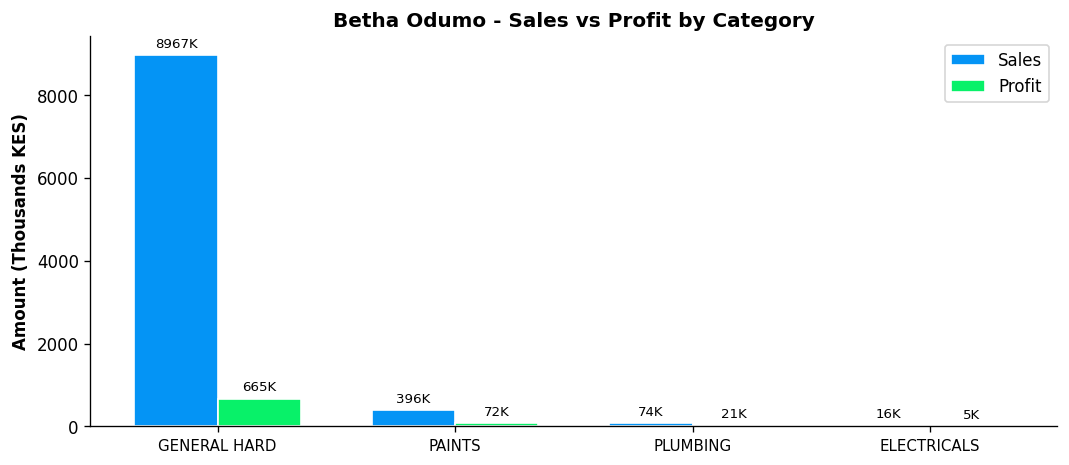 Betha Odumo - Sales vs Profit by Category
Amount (Thousands KES)
8000
6000
4000
2000
0
8967K
665K
396K
72K
74K
21K
16K
5K
GENERAL HARD
PAINTS
PLUMBING
ELECTRICALS
Sales
Profit